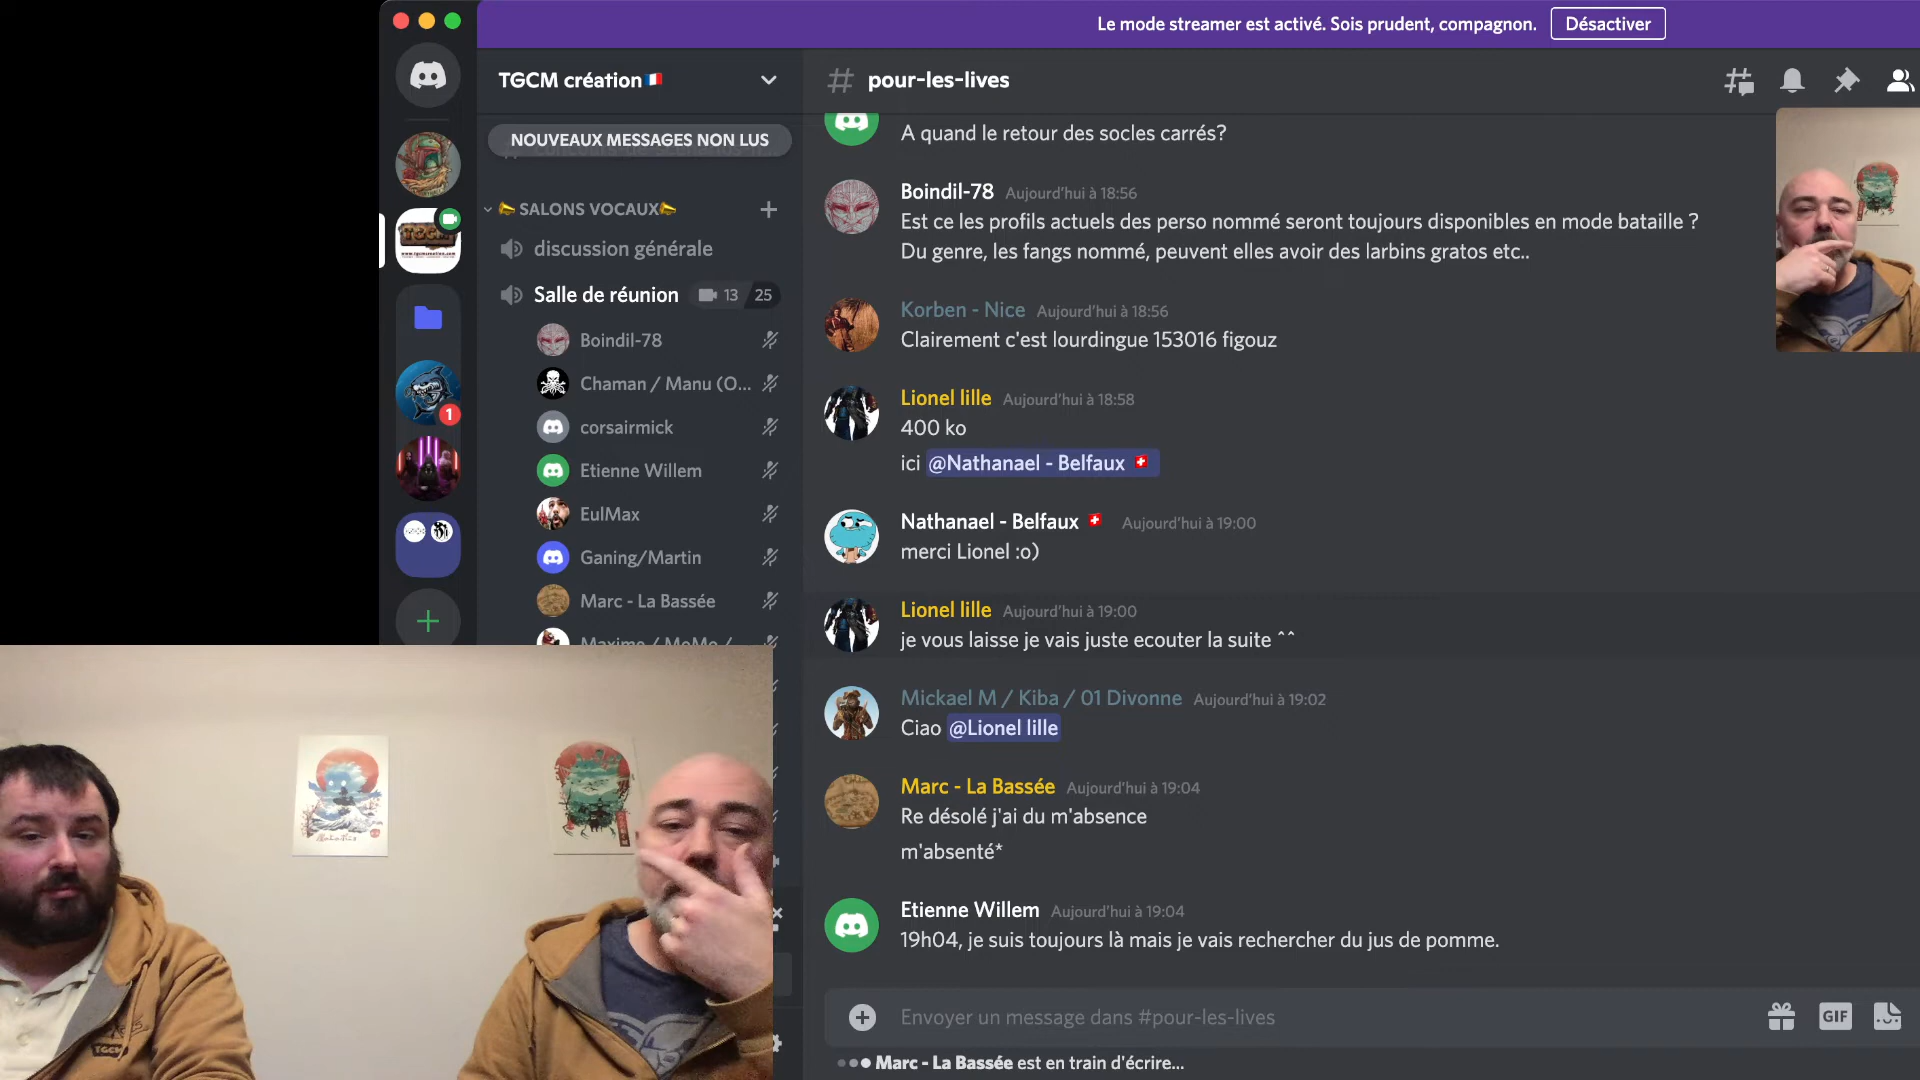 Le mode streamer est activé. Sois prudent, compagnon.
Désactiver
TGCM création
pour-les-lives
NOUVEAUX MESSAGES NON LUS
SALONS VOCAUX
discussion générale
Salle de réunion 13 25
Boindil-78
Chaman / Manu (O...
corsairmick
Etienne Willem
EulMax
Ganing/Martin
Marc - La Bassée
Maxime / MoMo /
TGCM
1
A quand le retour des socles carrés?
Boindil-78 Aujourd'hui à 18:56
Est ce les profils actuels des perso nommé seront toujours disponibles en mode bataille ?
Du genre, les fangs nommé, peuvent elles avoir des larbins gratos etc..
Korben - Nice Aujourd'hui à 18:56
Clairement c'est lourdingue 153016 figouz
Lionel lille Aujourd'hui à 18:58
400 ko
ici @Nathanael - Belfaux
Nathanael - Belfaux Aujourd'hui à 19:00
merci Lionel :o)
Lionel lille Aujourd'hui à 19:00
je vous laisse je vais juste ecouter la suite ^^
Mickael M / Kiba / 01 Divonne Aujourd'hui à 19:02
Ciao @Lionel lille
Marc - La Bassée Aujourd'hui à 19:04
Re désolé j'ai du m'absence
m'absenté*
Etienne Willem Aujourd'hui à 19:04
19h04, je suis toujours là mais je vais rechercher du jus de pomme.
Envoyer un message dans #pour-les-lives
GIF
Marc - La Bassée est en train d'écrire...
TGCM